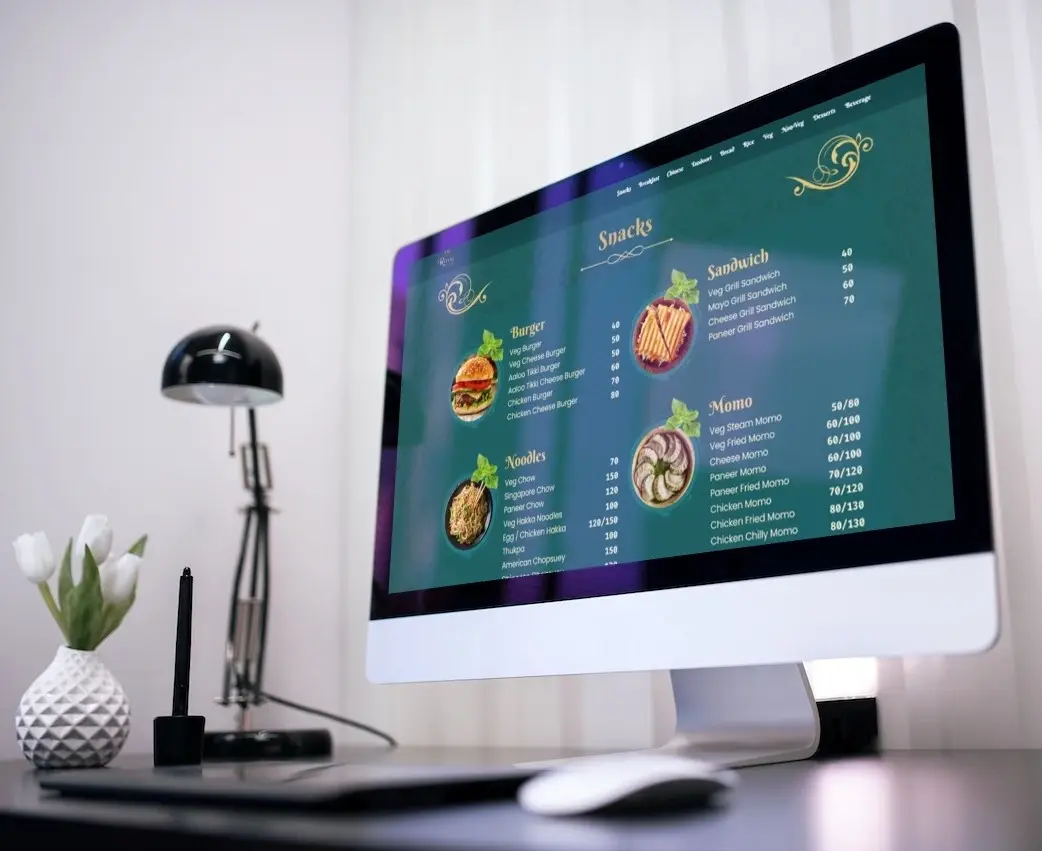 Snacks Breakfast Chinese Tandoori Bread Rice Veg Non-Veg Desserts Beverage
Snacks
Burger
Veg Burger 40
Veg Cheese Burger 50
Aaloo Tikki Burger 50
Aaloo Tikki Cheese Burger 60
Chicken Burger 70
Chicken Cheese Burger 80
Sandwich
Veg Grill Sandwich 40
Mayo Grill Sandwich 50
Cheese Grill Sandwich 60
Paneer Grill Sandwich 70
Noodles
Veg Chow 70
Singapore Chow 150
Paneer Chow 120
Veg Hakka Noodles 100
Egg / Chicken Hakka 120/150
Thukpa 100
American Chopsuey 150
Momo
Veg Steam Momo 50/80
Veg Fried Momo 60/100
Cheese Momo 60/100
Paneer Momo 60/100
Paneer Fried Momo 70/120
Chicken Momo 70/120
Chicken Fried Momo 80/130
Chicken Chilly Momo 80/130